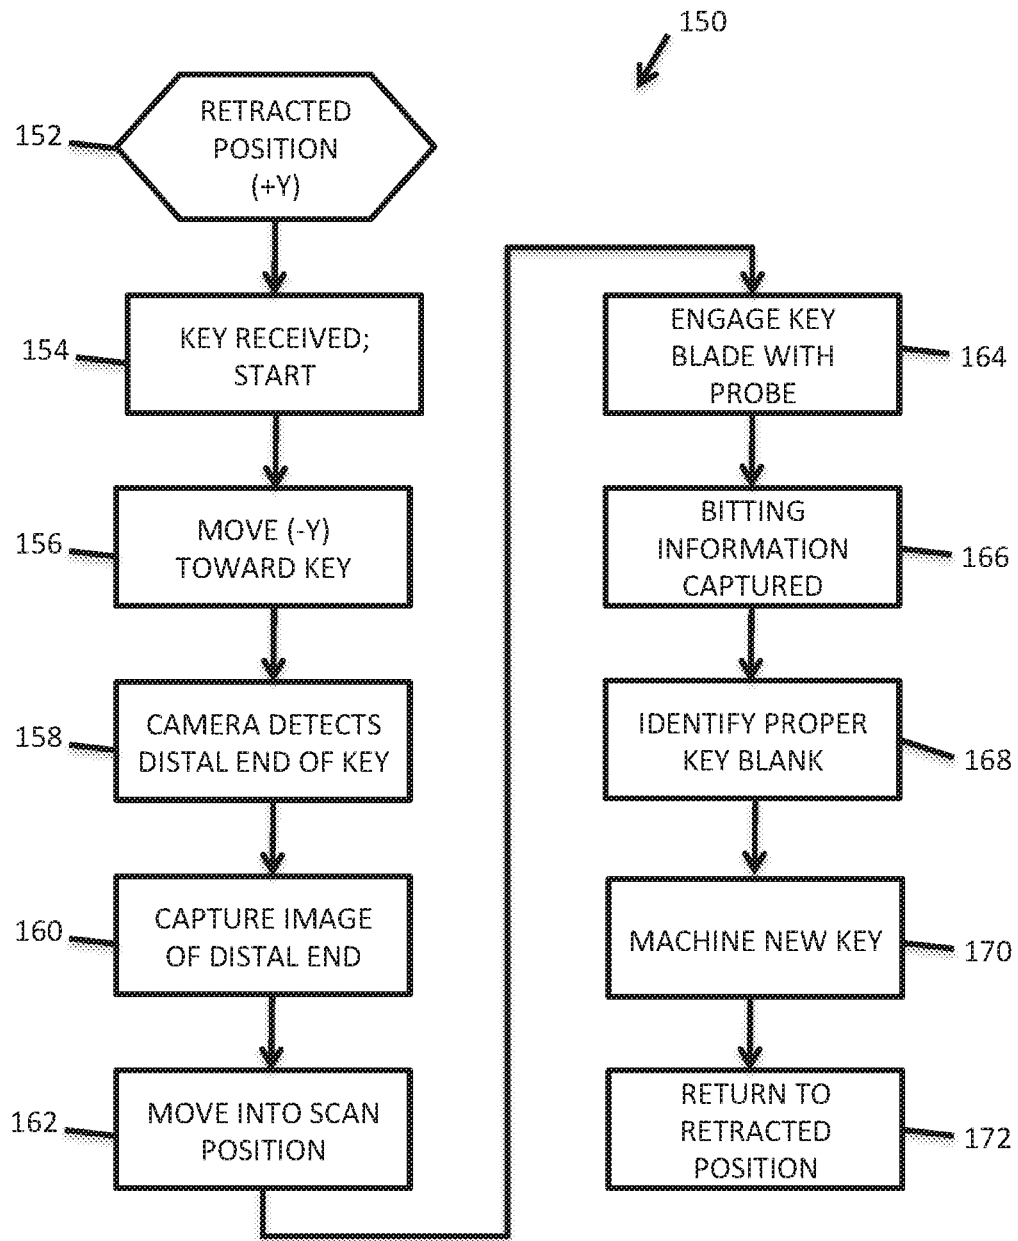 150
152
RETRACTED
POSITION
(+Y)
154
KEY RECEIVED;
START
156
MOVE (-Y)
TOWARD KEY
158
CAMERA DETECTS
DISTAL END OF KEY
160
CAPTURE IMAGE
OF DISTAL END
162
MOVE INTO SCAN
POSITION
ENGAGE KEY
BLADE WITH
PROBE
164
BITTING
INFORMATION
CAPTURED
166
IDENTIFY PROPER
KEY BLANK
168
MACHINE NEW KEY
170
RETURN TO
RETRACTED
POSITION
172